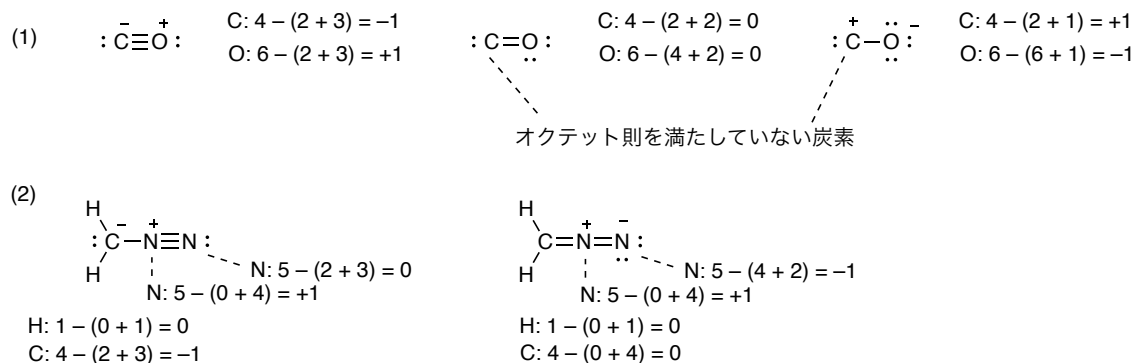 (1)
− +
:C≡O: C: 4 – (2 + 3) = –1
O: 6 – (2 + 3) = +1
:C=O: C: 4 – (2 + 2) = 0
O: 6 – (4 + 2) = 0
+ −
:C–O: C: 4 – (2 + 1) = +1
O: 6 – (6 + 1) = –1
オクテット則を満たしていない炭素
(2)
H
− +
:C–N≡N:
H
N: 5 – (2 + 3) = 0
N: 5 – (0 + 4) = +1
H: 1 – (0 + 1) = 0
C: 4 – (2 + 3) = –1
H
+ −
C=N=N:
H
N: 5 – (4 + 2) = –1
N: 5 – (0 + 4) = +1
H: 1 – (0 + 1) = 0
C: 4 – (0 + 4) = 0